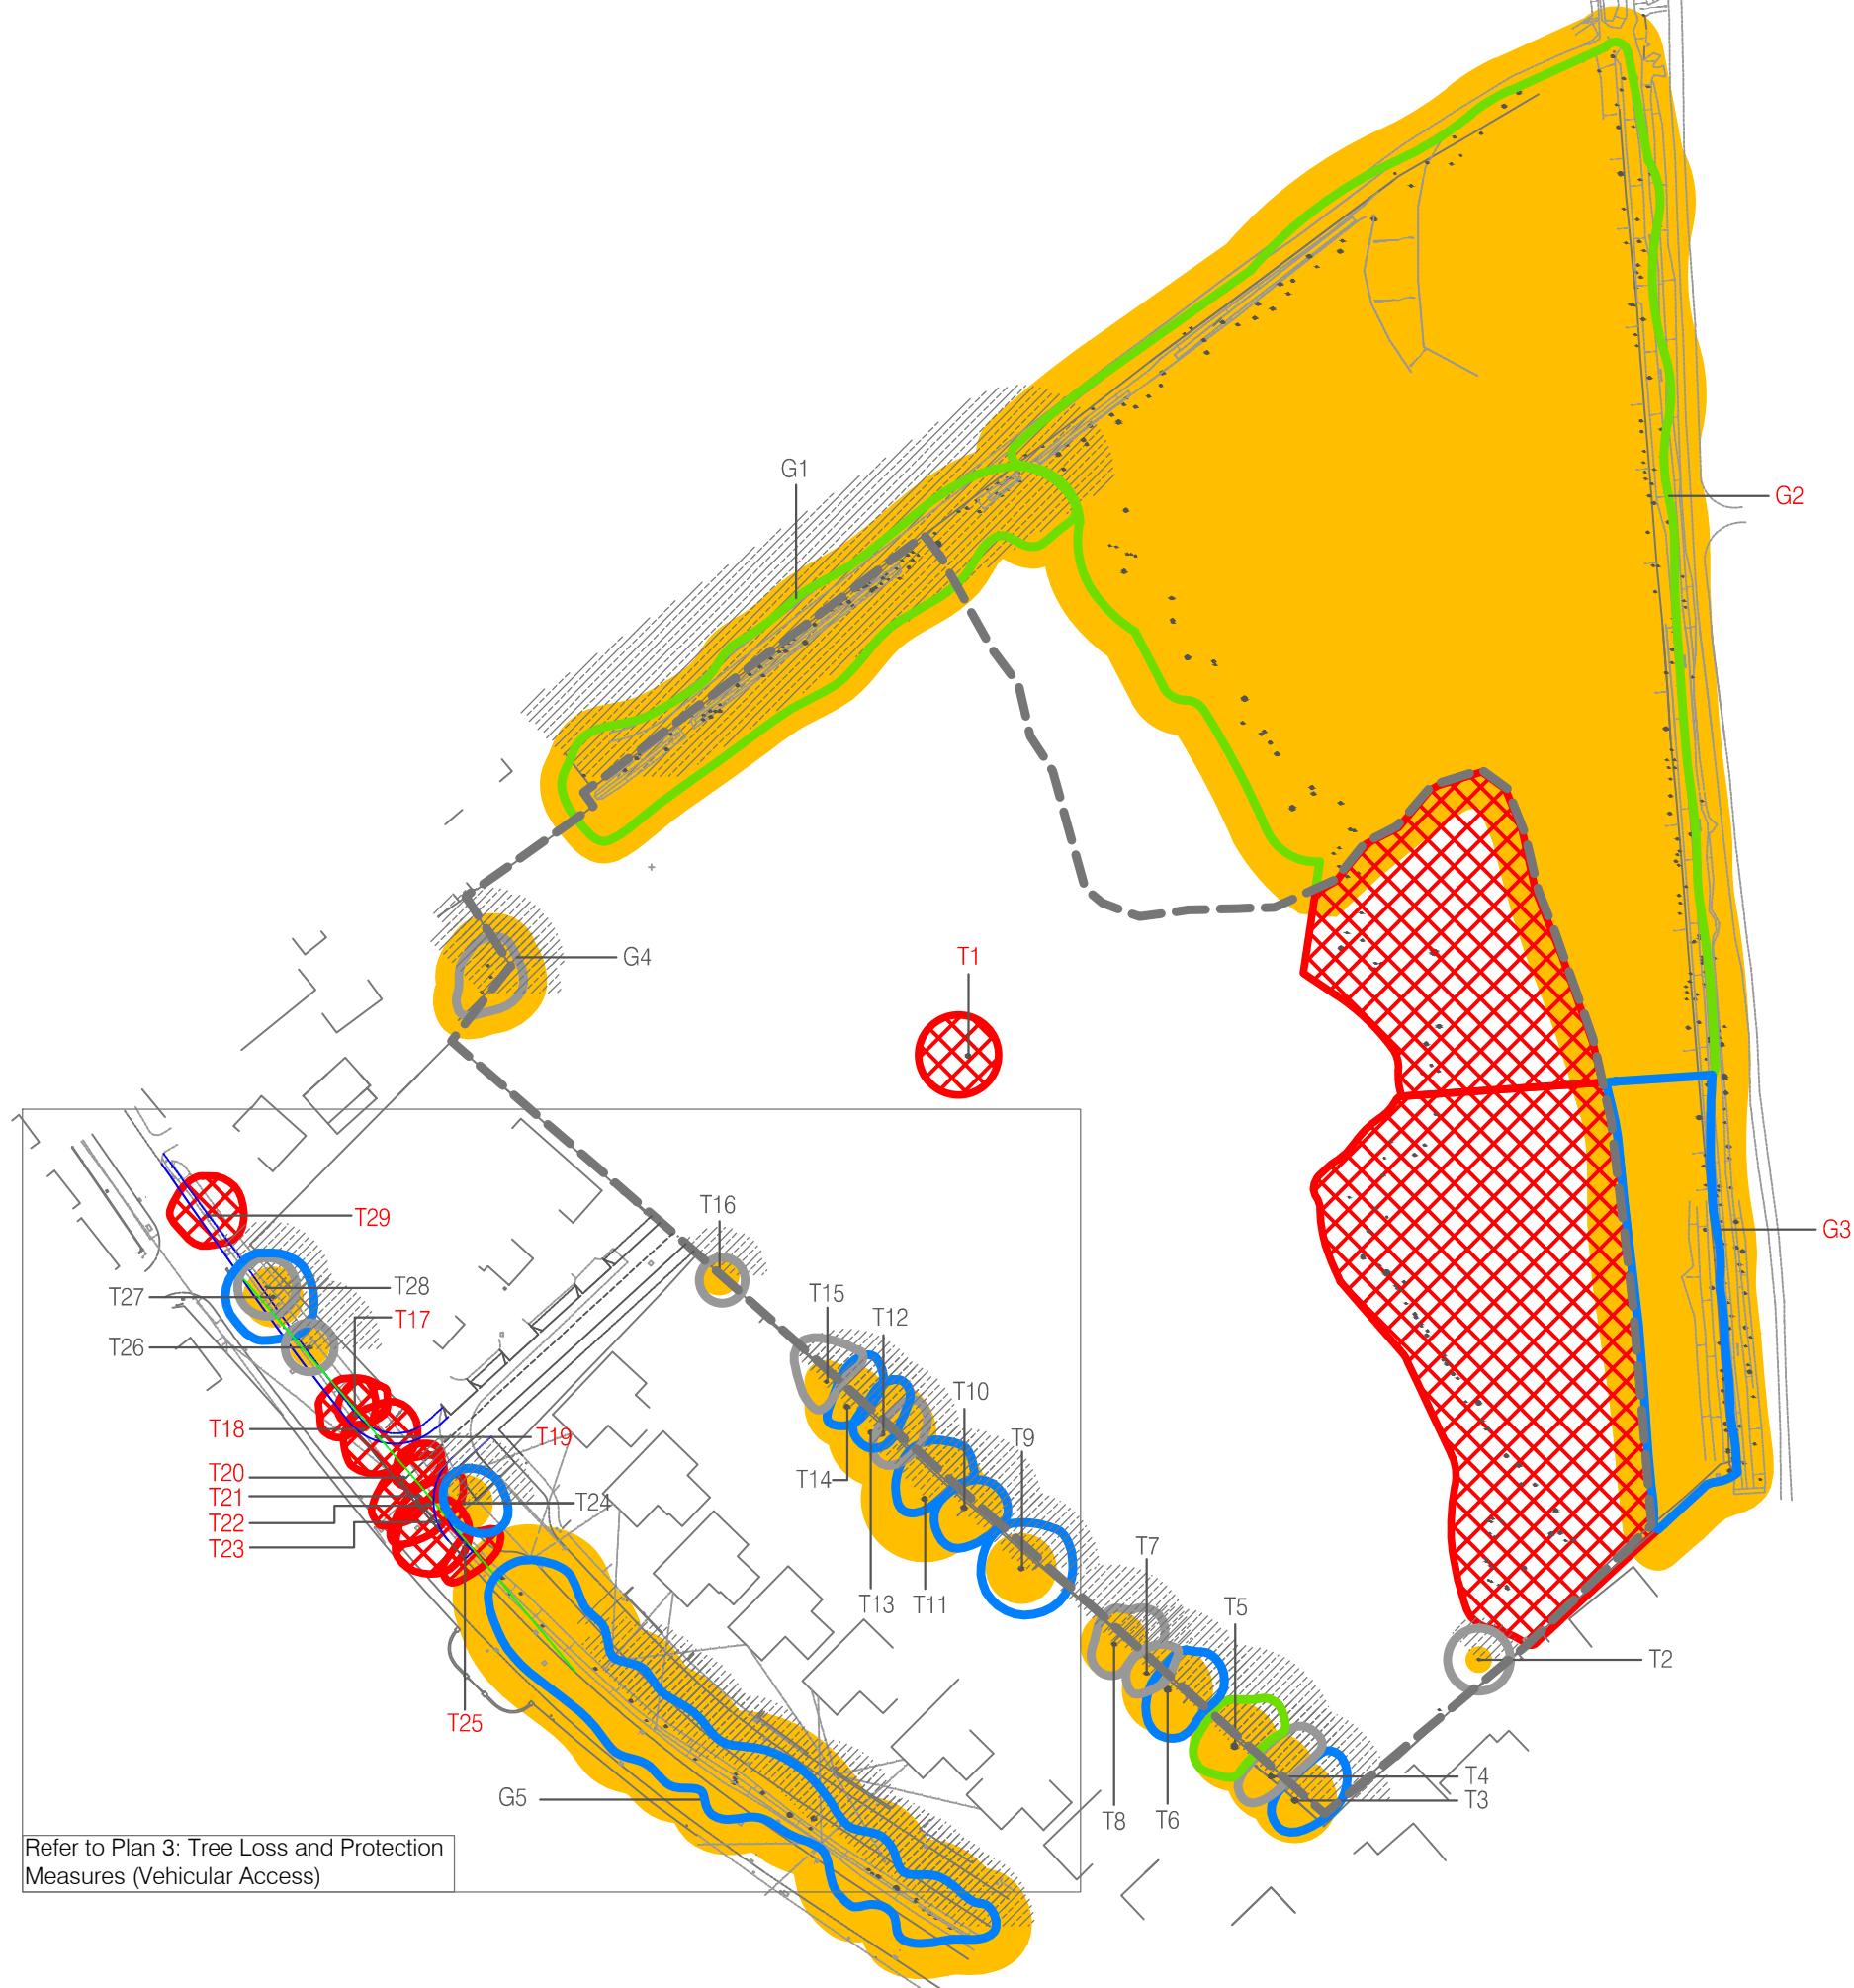 G1
G2
G4
T1
T16
T29
G3
T28
T27
T15
T17
T12
T26
T10
T18
T19
T9
T20
T14
T21
T24
T22
T23
T7
T13
T11
T5
T2
T25
T4
G5
T3
T8
T6
Refer to Plan 3: Tree Loss and Protection
Measures (Vehicular Access)